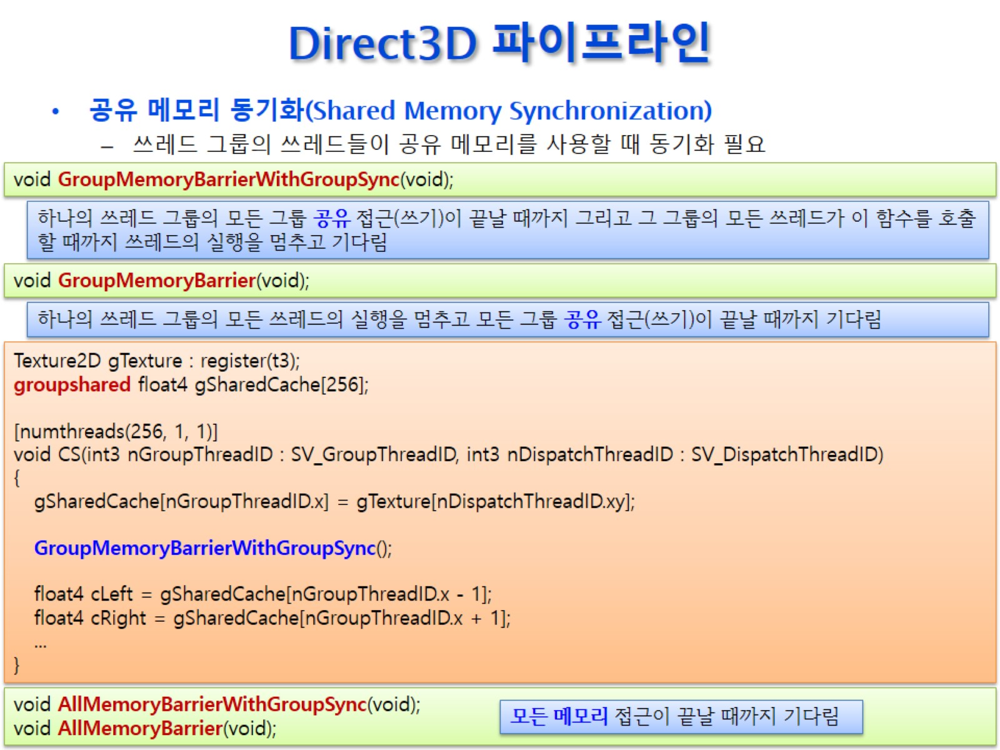 Direct3D 파이프라인
• 공유 메모리 동기화(Shared Memory Synchronization)
– 쓰레드 그룹의 쓰레드들이 공유 메모리를 사용할 때 동기화 필요
void GroupMemoryBarrierWithGroupSync(void);
하나의 쓰레드 그룹의 모든 그룹 공유 접근(쓰기)이 끝날 때까지 그리고 그 그룹의 모든 쓰레드가 이 함수를 호출
할 때까지 쓰레드의 실행을 멈추고 기다림
void GroupMemoryBarrier(void);
하나의 쓰레드 그룹의 모든 쓰레드의 실행을 멈추고 모든 그룹 공유 접근(쓰기)이 끝날 때까지 기다림
Texture2D gTexture : register(t3);
groupshared float4 gSharedCache[256];
[numthreads(256, 1, 1)]
void CS(int3 nGroupThreadID : SV_GroupThreadID, int3 nDispatchThreadID : SV_DispatchThreadID)
{
gSharedCache[nGroupThreadID.x] = gTexture[nDispatchThreadID.xy];
GroupMemoryBarrierWithGroupSync();
float4 cLeft = gSharedCache[nGroupThreadID.x - 1];
float4 cRight = gSharedCache[nGroupThreadID.x + 1];
...
}
void AllMemoryBarrierWithGroupSync(void);
void AllMemoryBarrier(void);
모든 메모리 접근이 끝날 때까지 기다림